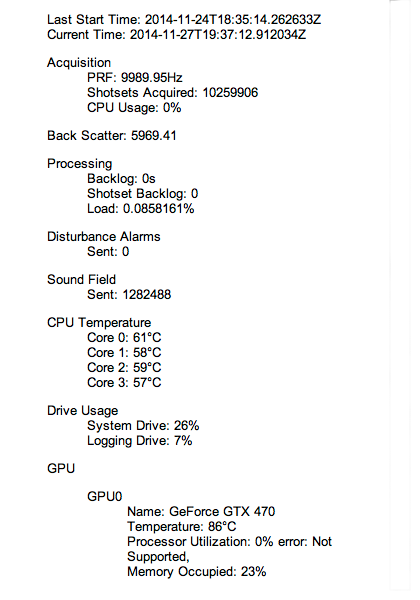 Last Start Time: 2014-11-24T18:35:14.262633Z
Current Time: 2014-11-27T19:37:12.912034Z
Acquisition
PRF: 9989.95Hz
Shotsets Acquired: 10259906
CPU Usage: 0%
Back Scatter: 5969.41
Processing
Backlog: 0s
Shotset Backlog: 0
Load: 0.0858161%
Disturbance Alarms
Sent: 0
Sound Field
Sent: 1282488
CPU Temperature
Core 0: 61°C
Core 1: 58°C
Core 2: 59°C
Core 3: 57°C
Drive Usage
System Drive: 26%
Logging Drive: 7%
GPU
GPU0
Name: GeForce GTX 470
Temperature: 86°C
Processor Utilization: 0% error: Not
Supported,
Memory Occupied: 23%